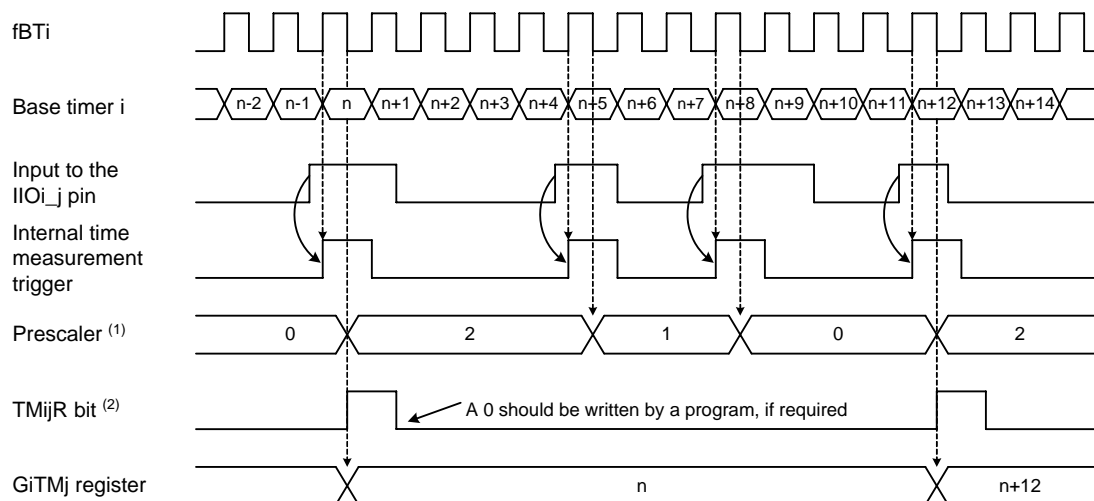 fBTi
Base timer i
n-2 n-1 n n+1 n+2 n+3 n+4 n+5 n+6 n+7 n+8 n+9 n+10 n+11 n+12 n+13 n+14
Input to the
IIOi_j pin
Internal time
measurement
trigger
Prescaler (1)
0 2 1 0 2
TMijR bit (2)
A 0 should be written by a program, if required
GiTMj register
n n+12